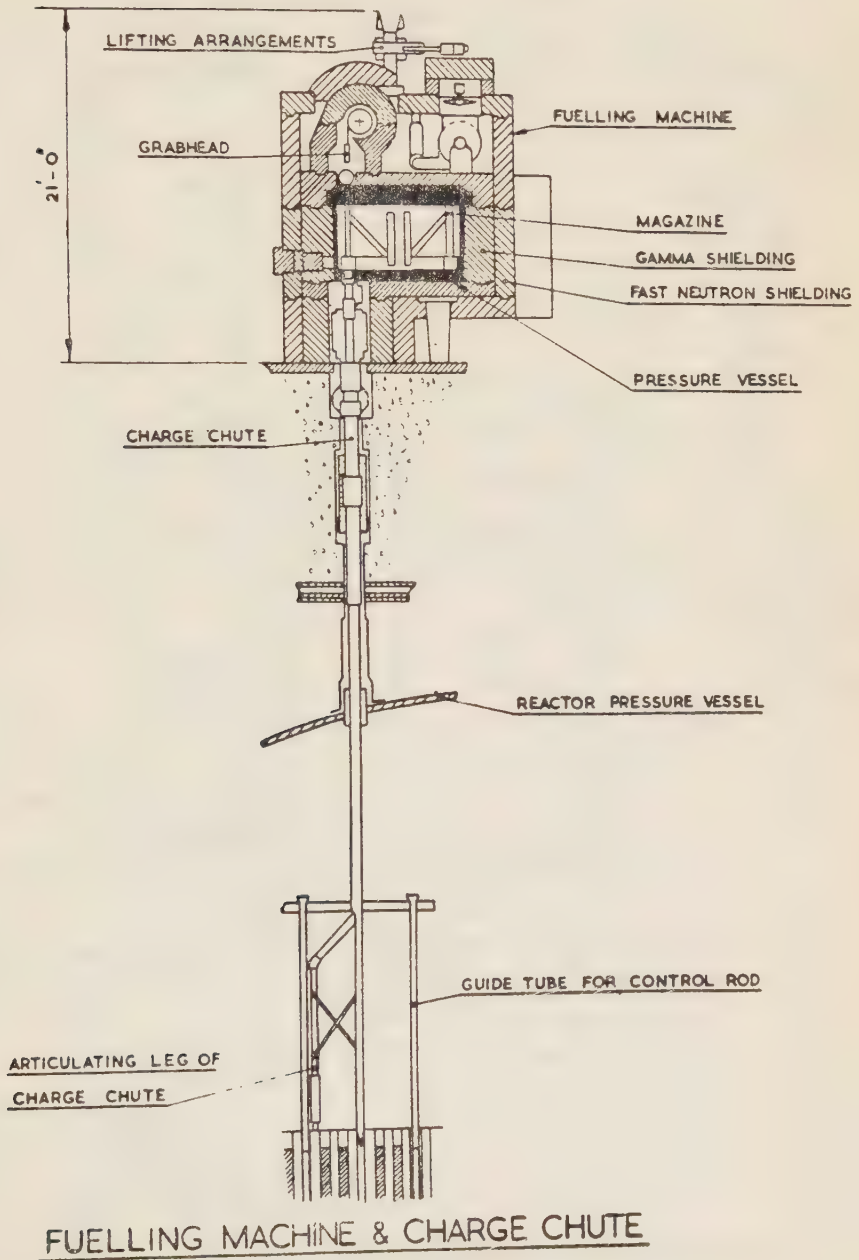 LIFTING ARRANGEMENTS
FUELLING MACHINE
GRABHEAD
21'-0"
MAGAZINE
GAMMA SHIELDING
FAST NEUTRON SHIELDING
PRESSURE VESSEL
CHARGE CHUTE
REACTOR PRESSURE VESSEL
GUIDE TUBE FOR CONTROL ROD
ARTICULATING LEG OF
CHARGE CHUTE
FUELLING MACHINE & CHARGE CHUTE